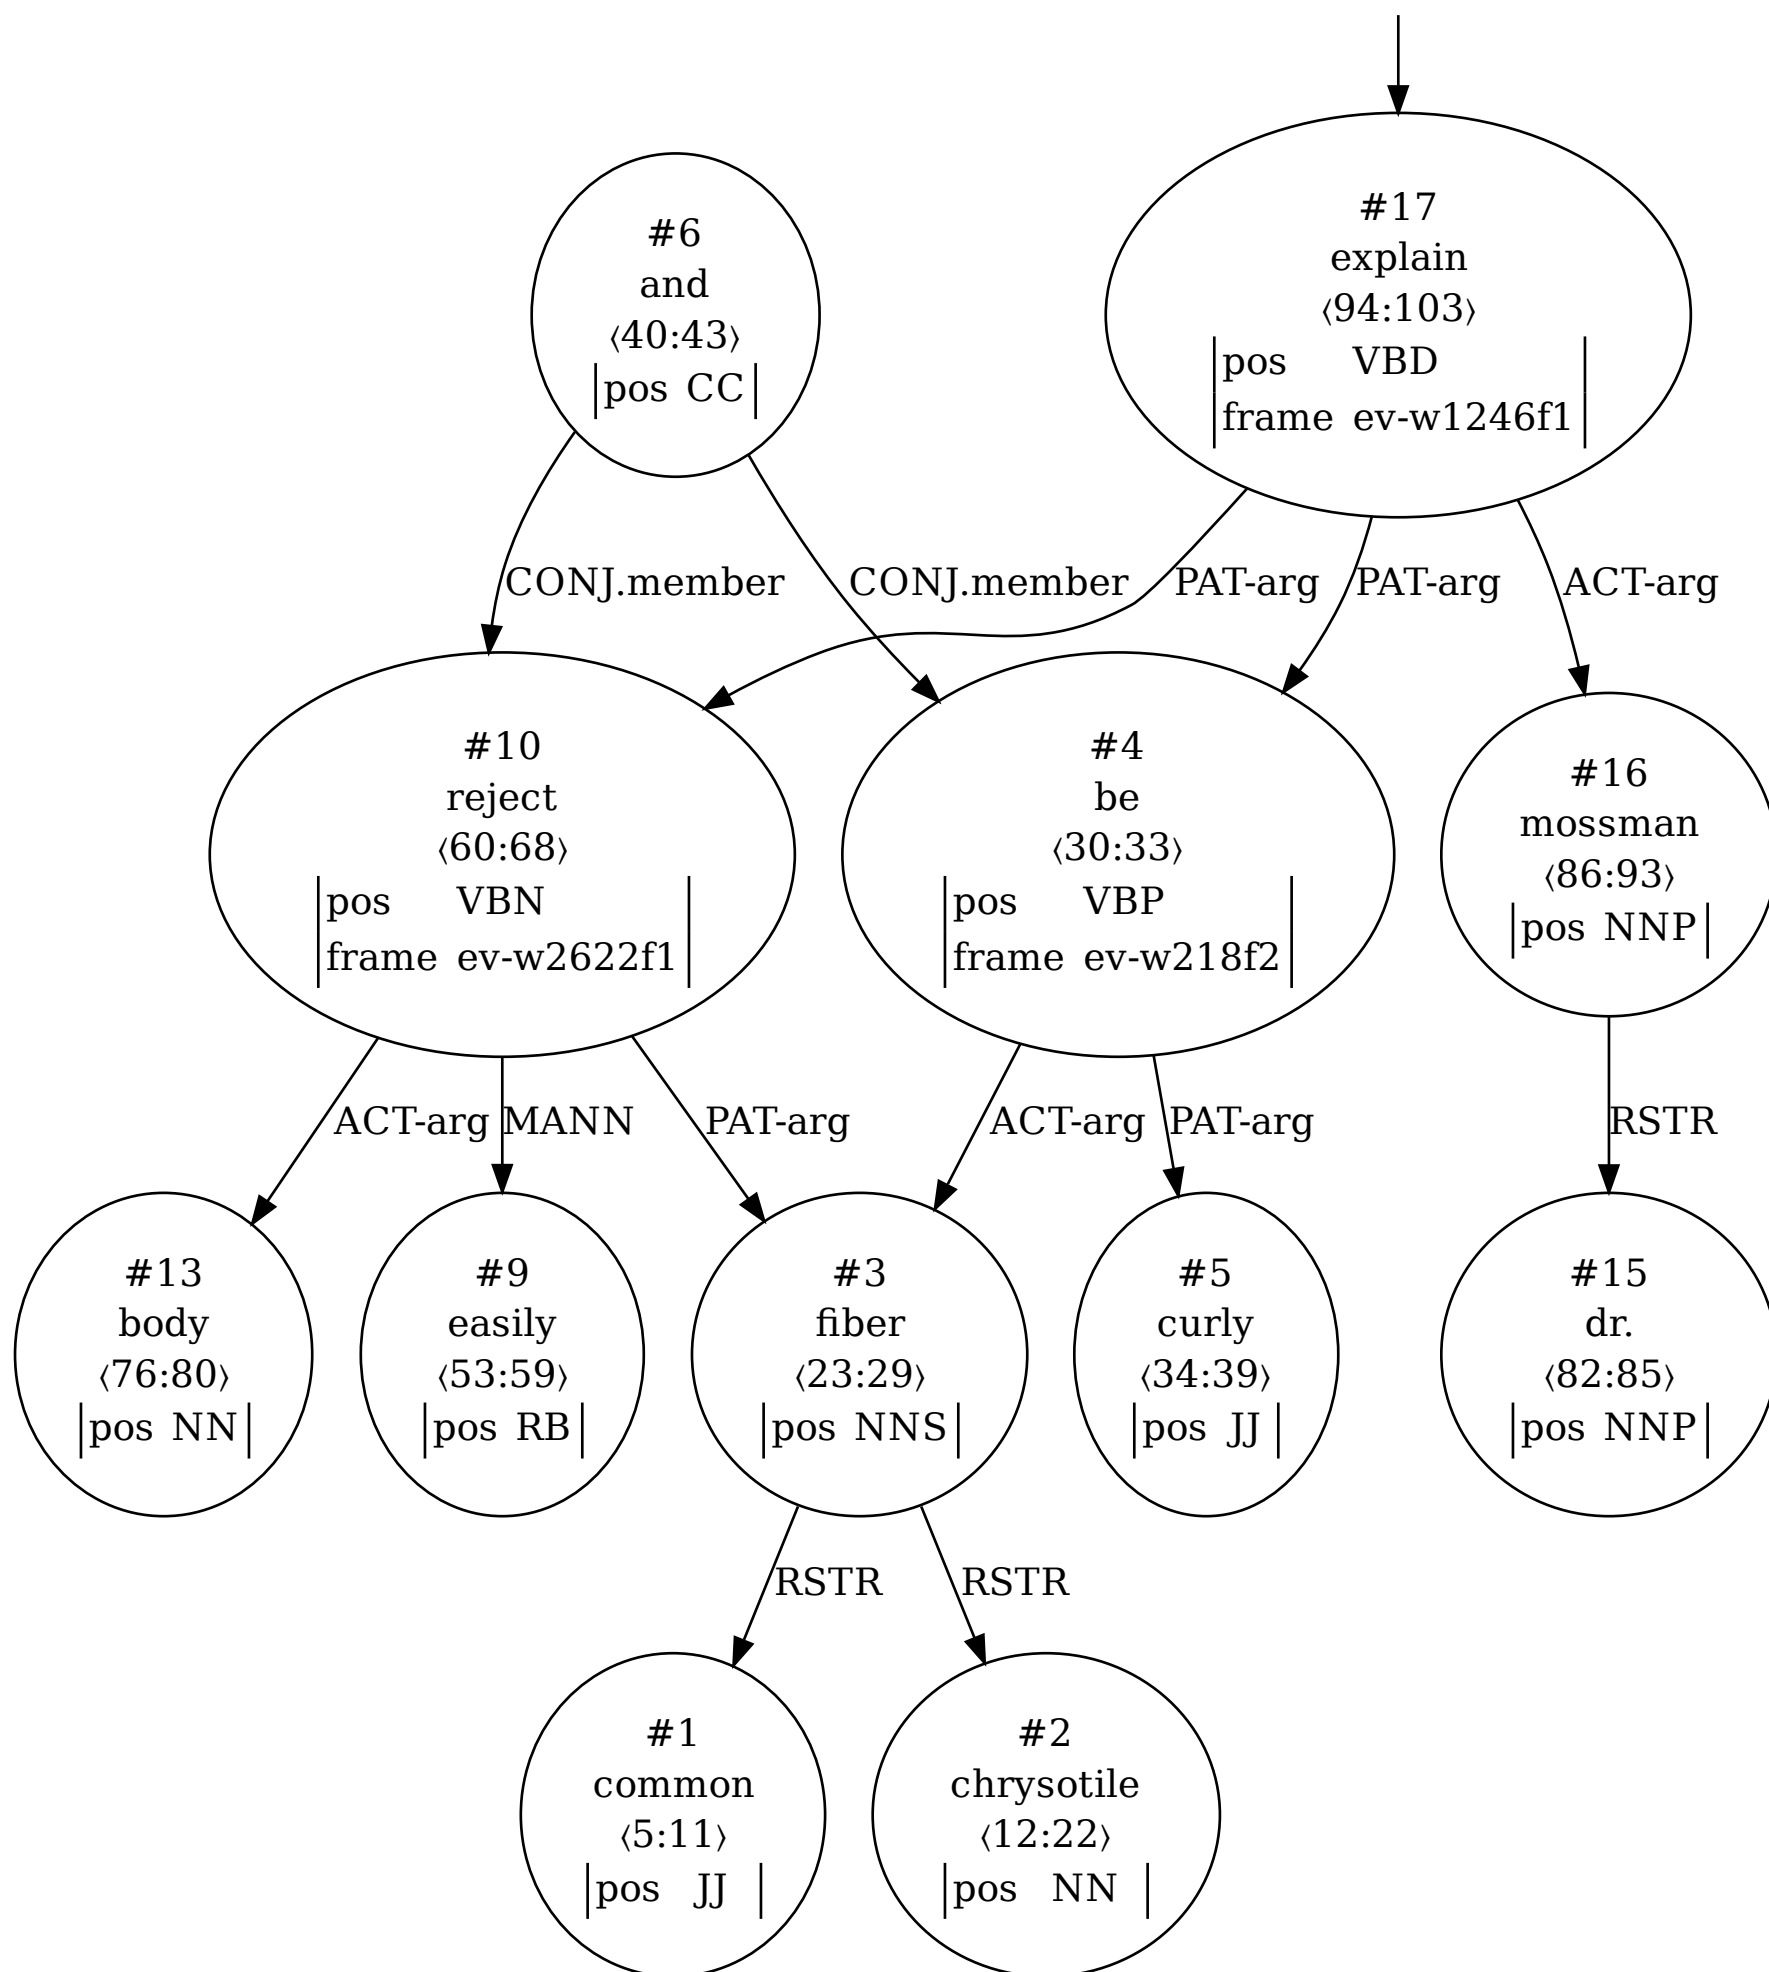 #17
explain
⟨94:103⟩
pos VBD
frame ev-w1246f1
#6
and
⟨40:43⟩
pos CC
CONJ.member
CONJ.member
PAT-arg
PAT-arg
ACT-arg
#10
reject
⟨60:68⟩
pos VBN
frame ev-w2622f1
#4
be
⟨30:33⟩
pos VBP
frame ev-w218f2
#16
mossman
⟨86:93⟩
pos NNP
ACT-arg
MANN
PAT-arg
ACT-arg
PAT-arg
RSTR
#13
body
⟨76:80⟩
pos NN
#9
easily
⟨53:59⟩
pos RB
#3
fiber
⟨23:29⟩
pos NNS
#5
curly
⟨34:39⟩
pos JJ
#15
dr.
⟨82:85⟩
pos NNP
RSTR
RSTR
#1
common
⟨5:11⟩
pos JJ
#2
chrysotile
⟨12:22⟩
pos NN